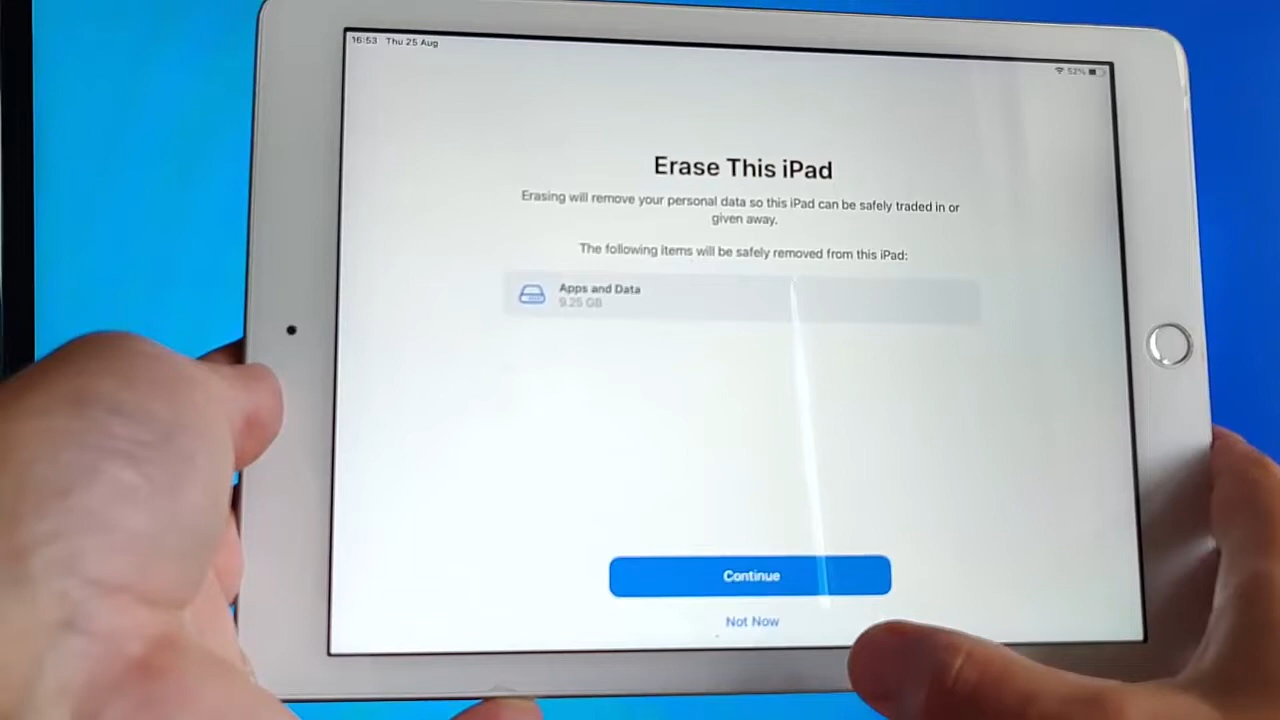 16:53 Thu 25 Aug
52%
Erase This iPad
Erasing will remove your personal data so this iPad can be safely traded in or
given away.
The following items will be safely removed from this iPad:
Apps and Data
9.25 GB
Continue
Not Now